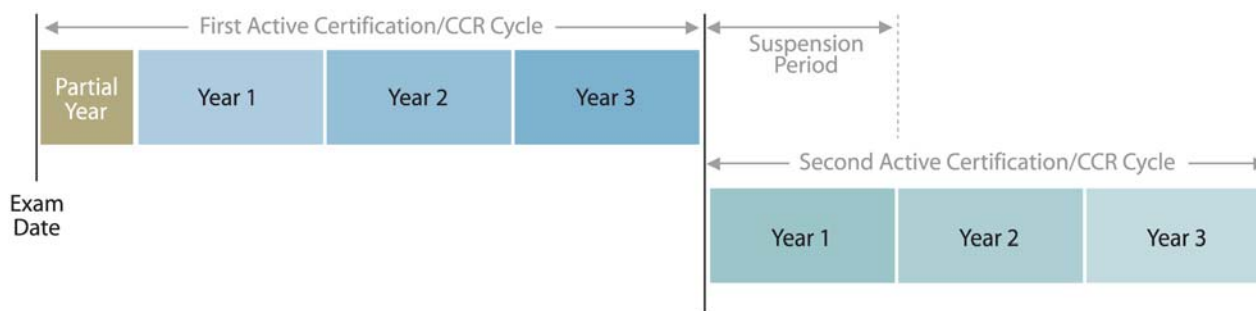 First Active Certification/CCR Cycle
Suspension
Period
Partial
Year
Year 1
Year 2
Year 3
Exam
Date
Second Active Certification/CCR Cycle
Year 1
Year 2
Year 3